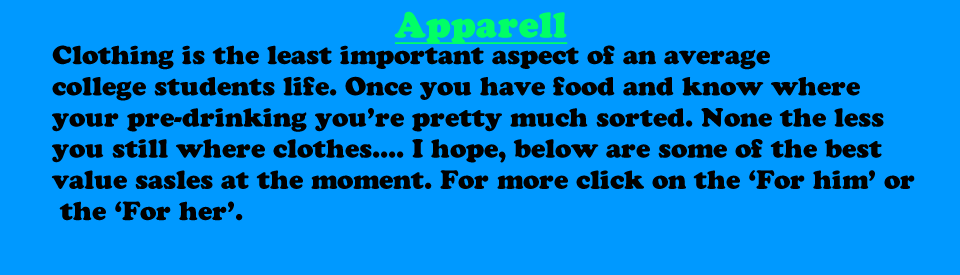 Apparell
Clothing is the least important aspect of an average
college students life. Once you have food and know where
your pre-drinking you’re pretty much sorted. None the less
you still where clothes.... I hope, below are some of the best
value sasles at the moment. For more click on the ‘For him’ or
the ‘For her’.